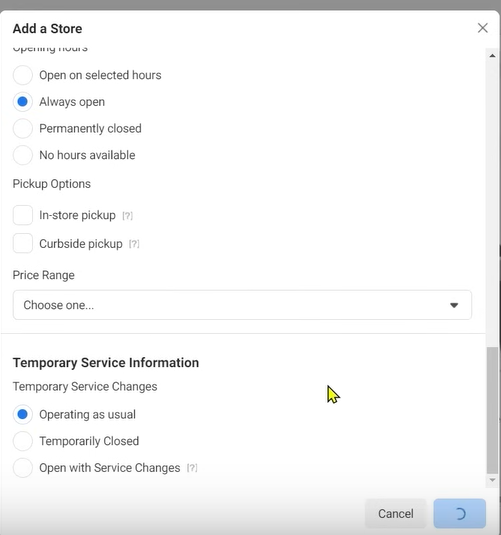 Add a Store
Opening hours
Open on selected hours
Always open
Permanently closed
No hours available
Pickup Options
In-store pickup [?]
Curbside pickup [?]
Price Range
Choose one...
Temporary Service Information
Temporary Service Changes
Operating as usual
Temporarily Closed
Open with Service Changes [?]
Cancel